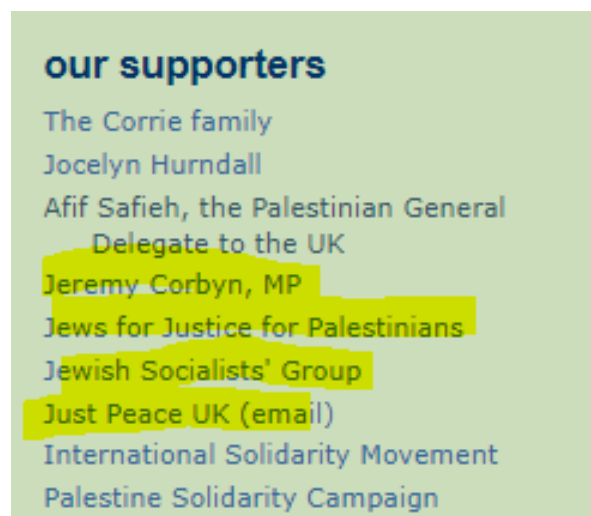 our supporters
The Corrie family
Jocelyn Hurndall
Afif Safieh, the Palestinian General
Delegate to the UK
Jeremy Corbyn, MP
Jews for Justice for Palestinians
Jewish Socialists' Group
Just Peace UK (email)
International Solidarity Movement
Palestine Solidarity Campaign